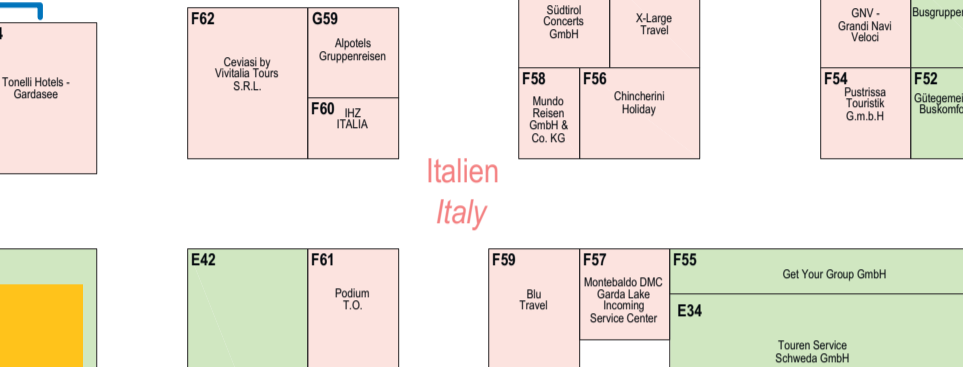 Tonelli Hotels -
Gardasee
F62
Ceviasi by
Vivitalia Tours
S.R.L.
G59
Alpotels
Gruppenreisen
F60
IHZ
ITALIA
Südtirol
Concerts
GmbH
X-Large
Travel
F58
Mundo
Reisen
GmbH &
Co. KG
F56
Chincherini
Holiday
GNV -
Grandi Navi
Veloci
F54
Pustrissa
Touristik
G.m.b.H
F52
Italien
Italy
E42
F61
Podium
T.O.
F59
Blu
Travel
F57
Montebaldo DMC
Garda Lake
Incoming
Service Center
F55
Get Your Group GmbH
E34
Touren Service
Schweda GmbH